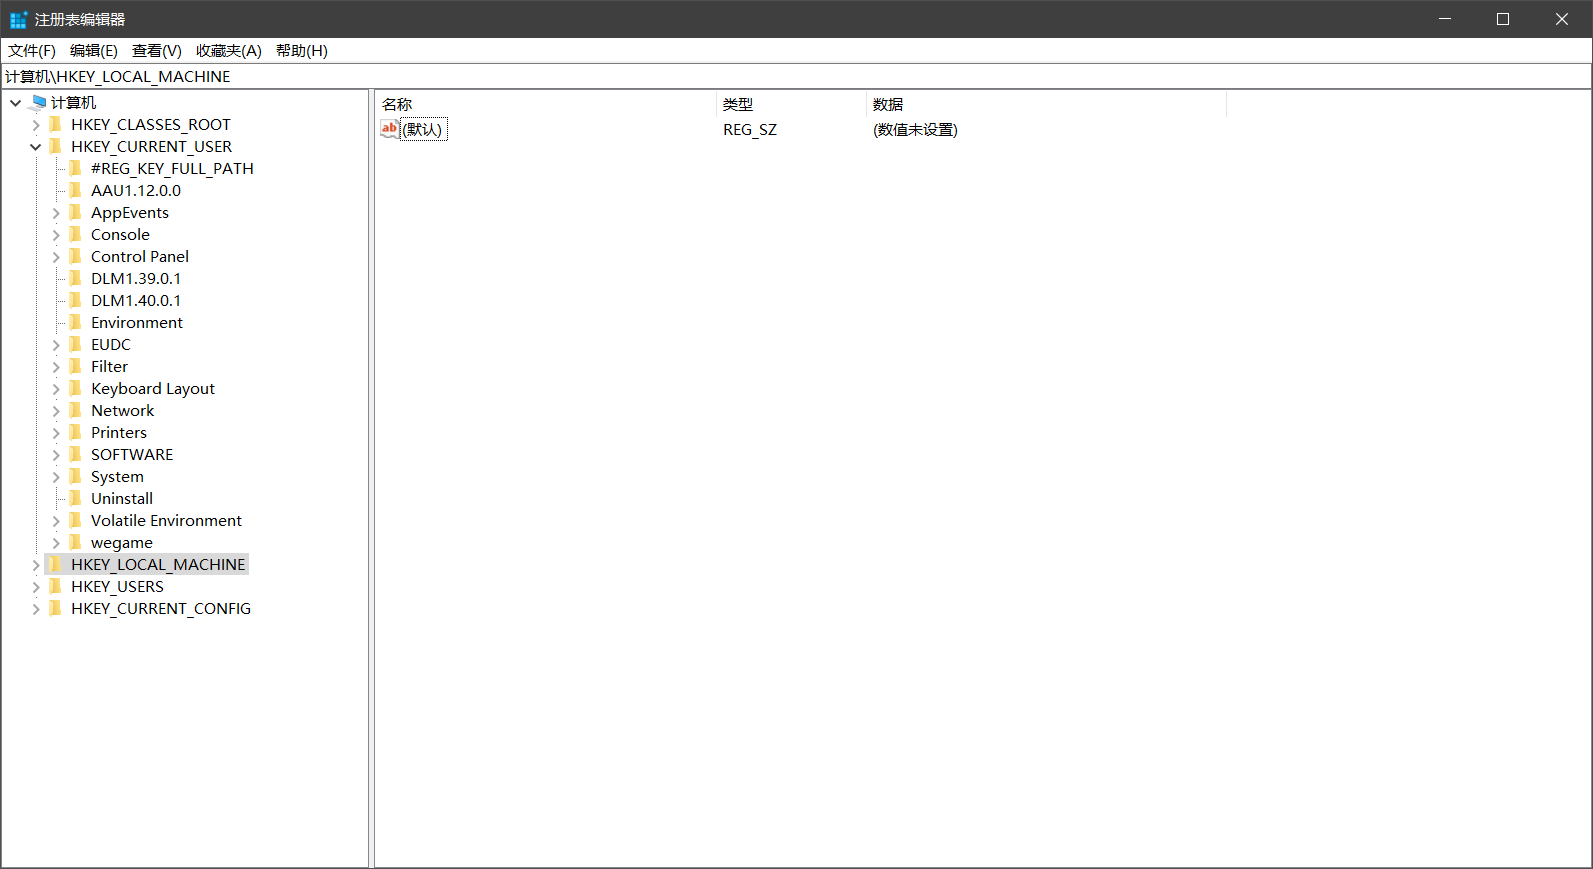 注册表编辑器
文件(F) 编辑(E) 查看(V) 收藏夹(A) 帮助(H)
计算机\HKEY_LOCAL_MACHINE
计算机
HKEY_CLASSES_ROOT
HKEY_CURRENT_USER
#REG_KEY_FULL_PATH
AAU1.12.0.0
AppEvents
Console
Control Panel
DLM1.39.0.1
DLM1.40.0.1
Environment
EUDC
Filter
Keyboard Layout
Network
Printers
SOFTWARE
System
Uninstall
Volatile Environment
wegame
HKEY_LOCAL_MACHINE
HKEY_USERS
HKEY_CURRENT_CONFIG
名称 类型 数据
ab (默认) REG_SZ (数值未设置)